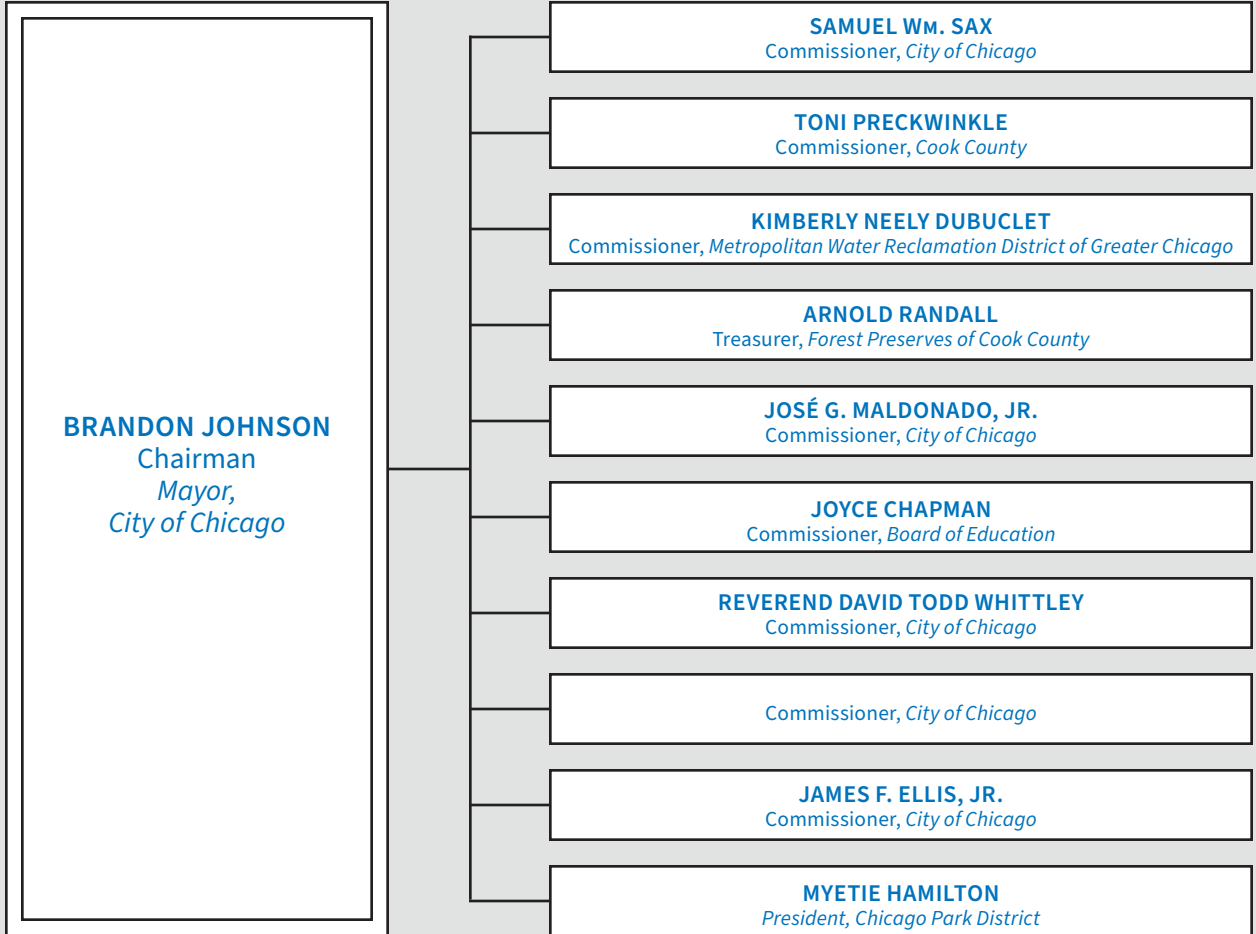 BRANDON JOHNSON
Chairman
Mayor,
City of Chicago
SAMUEL WM. SAX
Commissioner, City of Chicago
TONI PRECKWINKLE
Commissioner, Cook County
KIMBERLY NEELY DUBUCLET
Commissioner, Metropolitan Water Reclamation District of Greater Chicago
ARNOLD RANDALL
Treasurer, Forest Preserves of Cook County
JOSÉ G. MALDONADO, JR.
Commissioner, City of Chicago
JOYCE CHAPMAN
Commissioner, Board of Education
REVEREND DAVID TODD WHITTLEY
Commissioner, City of Chicago
Commissioner, City of Chicago
JAMES F. ELLIS, JR.
Commissioner, City of Chicago
MYETIE HAMILTON
President, Chicago Park District